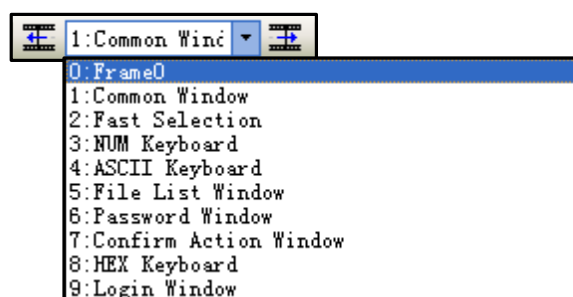 1:Common Wind
0:Frame0
1:Common Window
2:Fast Selection
3:NUM Keyboard
4:ASCII Keyboard
5:File List Window
6:Password Window
7:Confirm Action Window
8:HEX Keyboard
9:Login Window